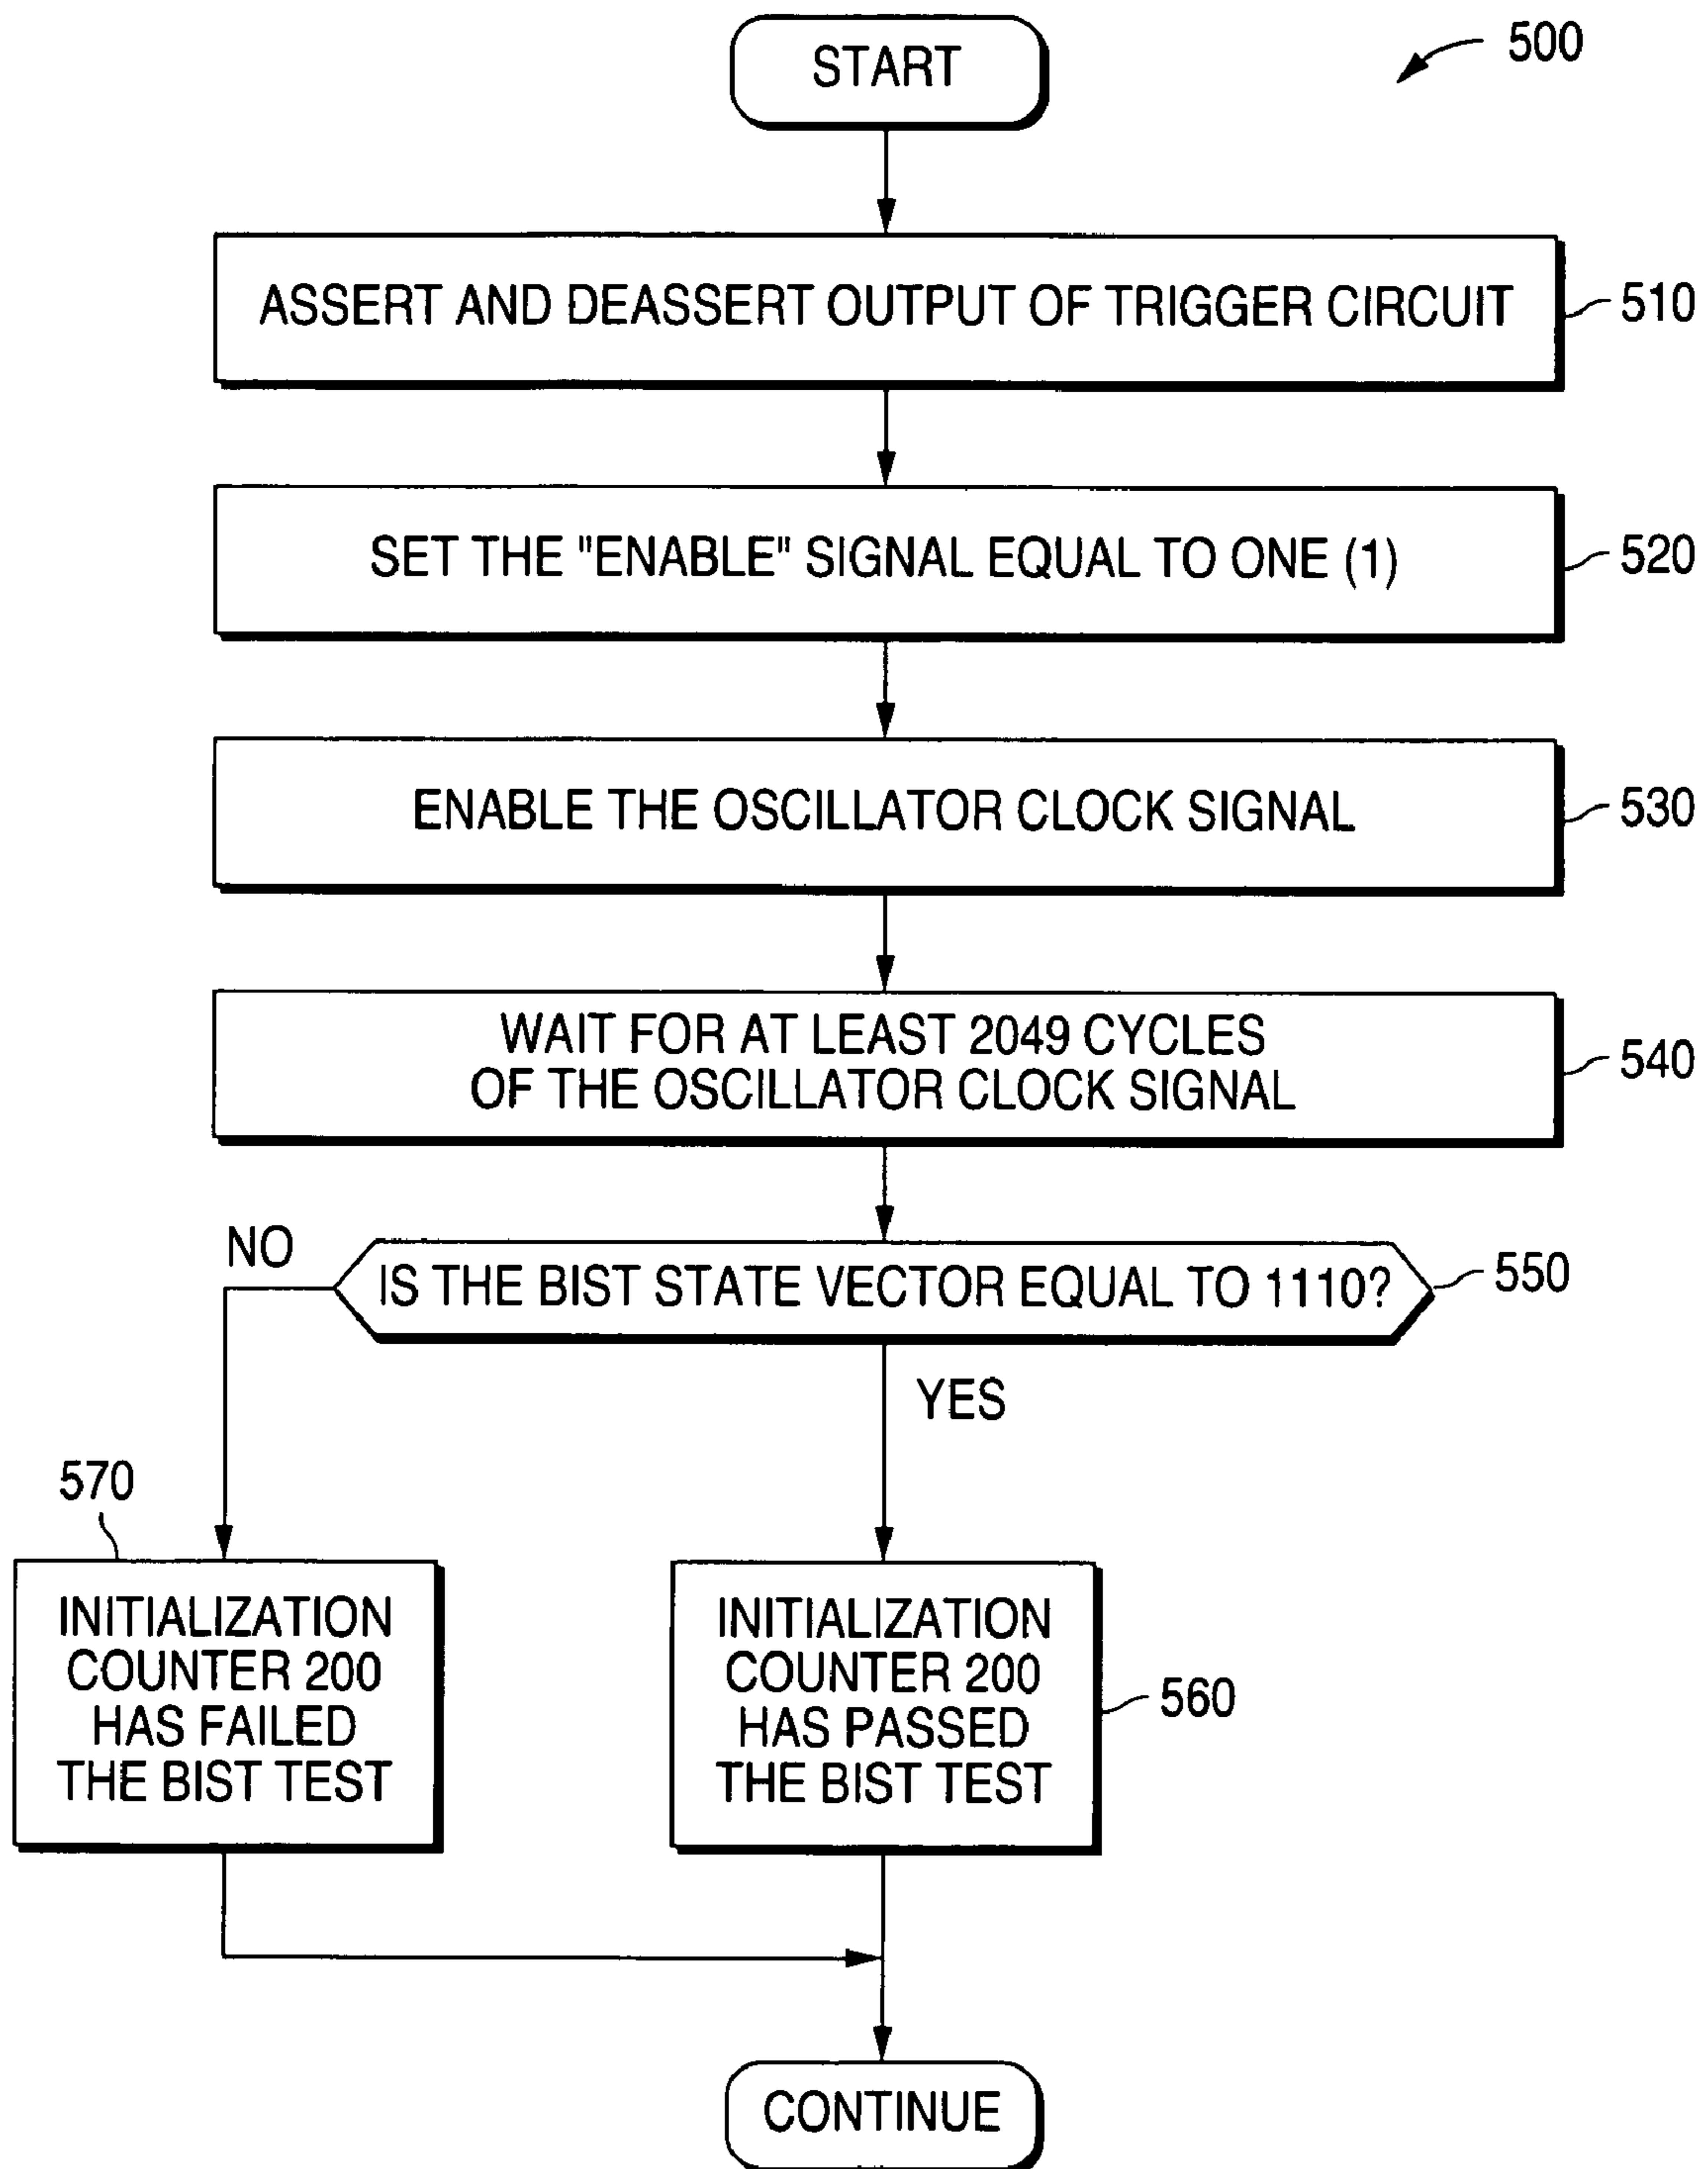 START
500
ASSERT AND DEASSERT OUTPUT OF TRIGGER CIRCUIT
510
SET THE "ENABLE" SIGNAL EQUAL TO ONE (1)
520
ENABLE THE OSCILLATOR CLOCK SIGNAL
530
WAIT FOR AT LEAST 2049 CYCLES
OF THE OSCILLATOR CLOCK SIGNAL
540
NO
IS THE BIST STATE VECTOR EQUAL TO 1110?
550
YES
570
INITIALIZATION
COUNTER 200
HAS FAILED
THE BIST TEST
INITIALIZATION
COUNTER 200
HAS PASSED
THE BIST TEST
560
CONTINUE